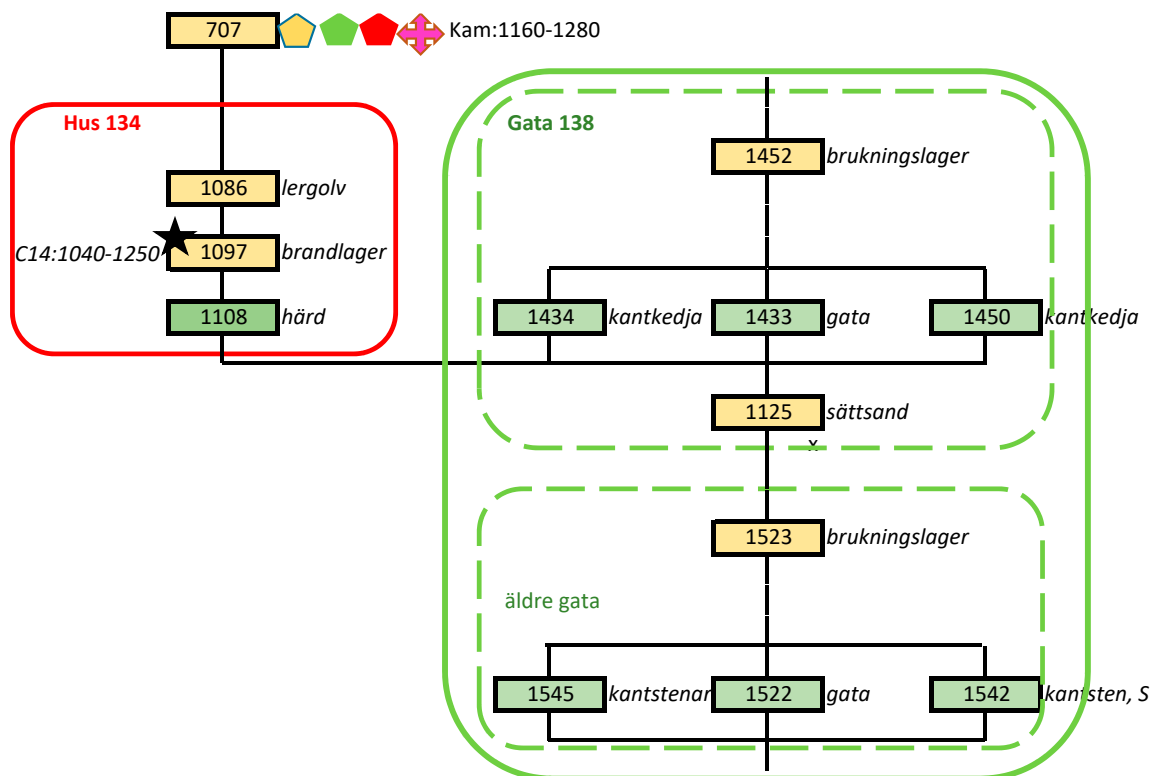 707 Kam:1160-1280
Hus 134
1086 lergolv
C14:1040-1250 1097 brandlager
1108 härd
Gata 138
1452 brukningslager
1434 kantkedja 1433 gata 1450 kantkedja
1125 sättsand
x
1523 brukningslager
äldre gata
1545 kantstenar 1522 gata 1542 kantsten, S